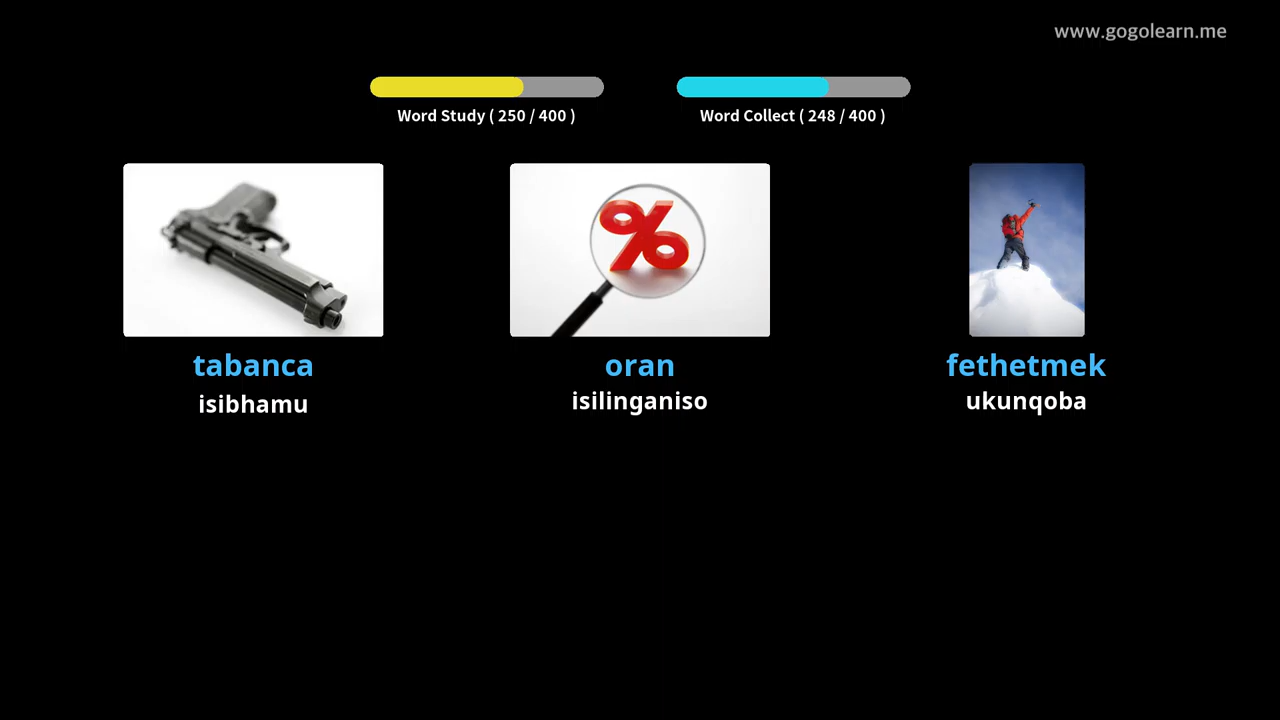 www.gogolearn.me
Word Study ( 250 / 400 )
Word Collect ( 248 / 400 )
%
tabanca
isibhamu
oran
isilinganiso
fethetmek
ukunqoba